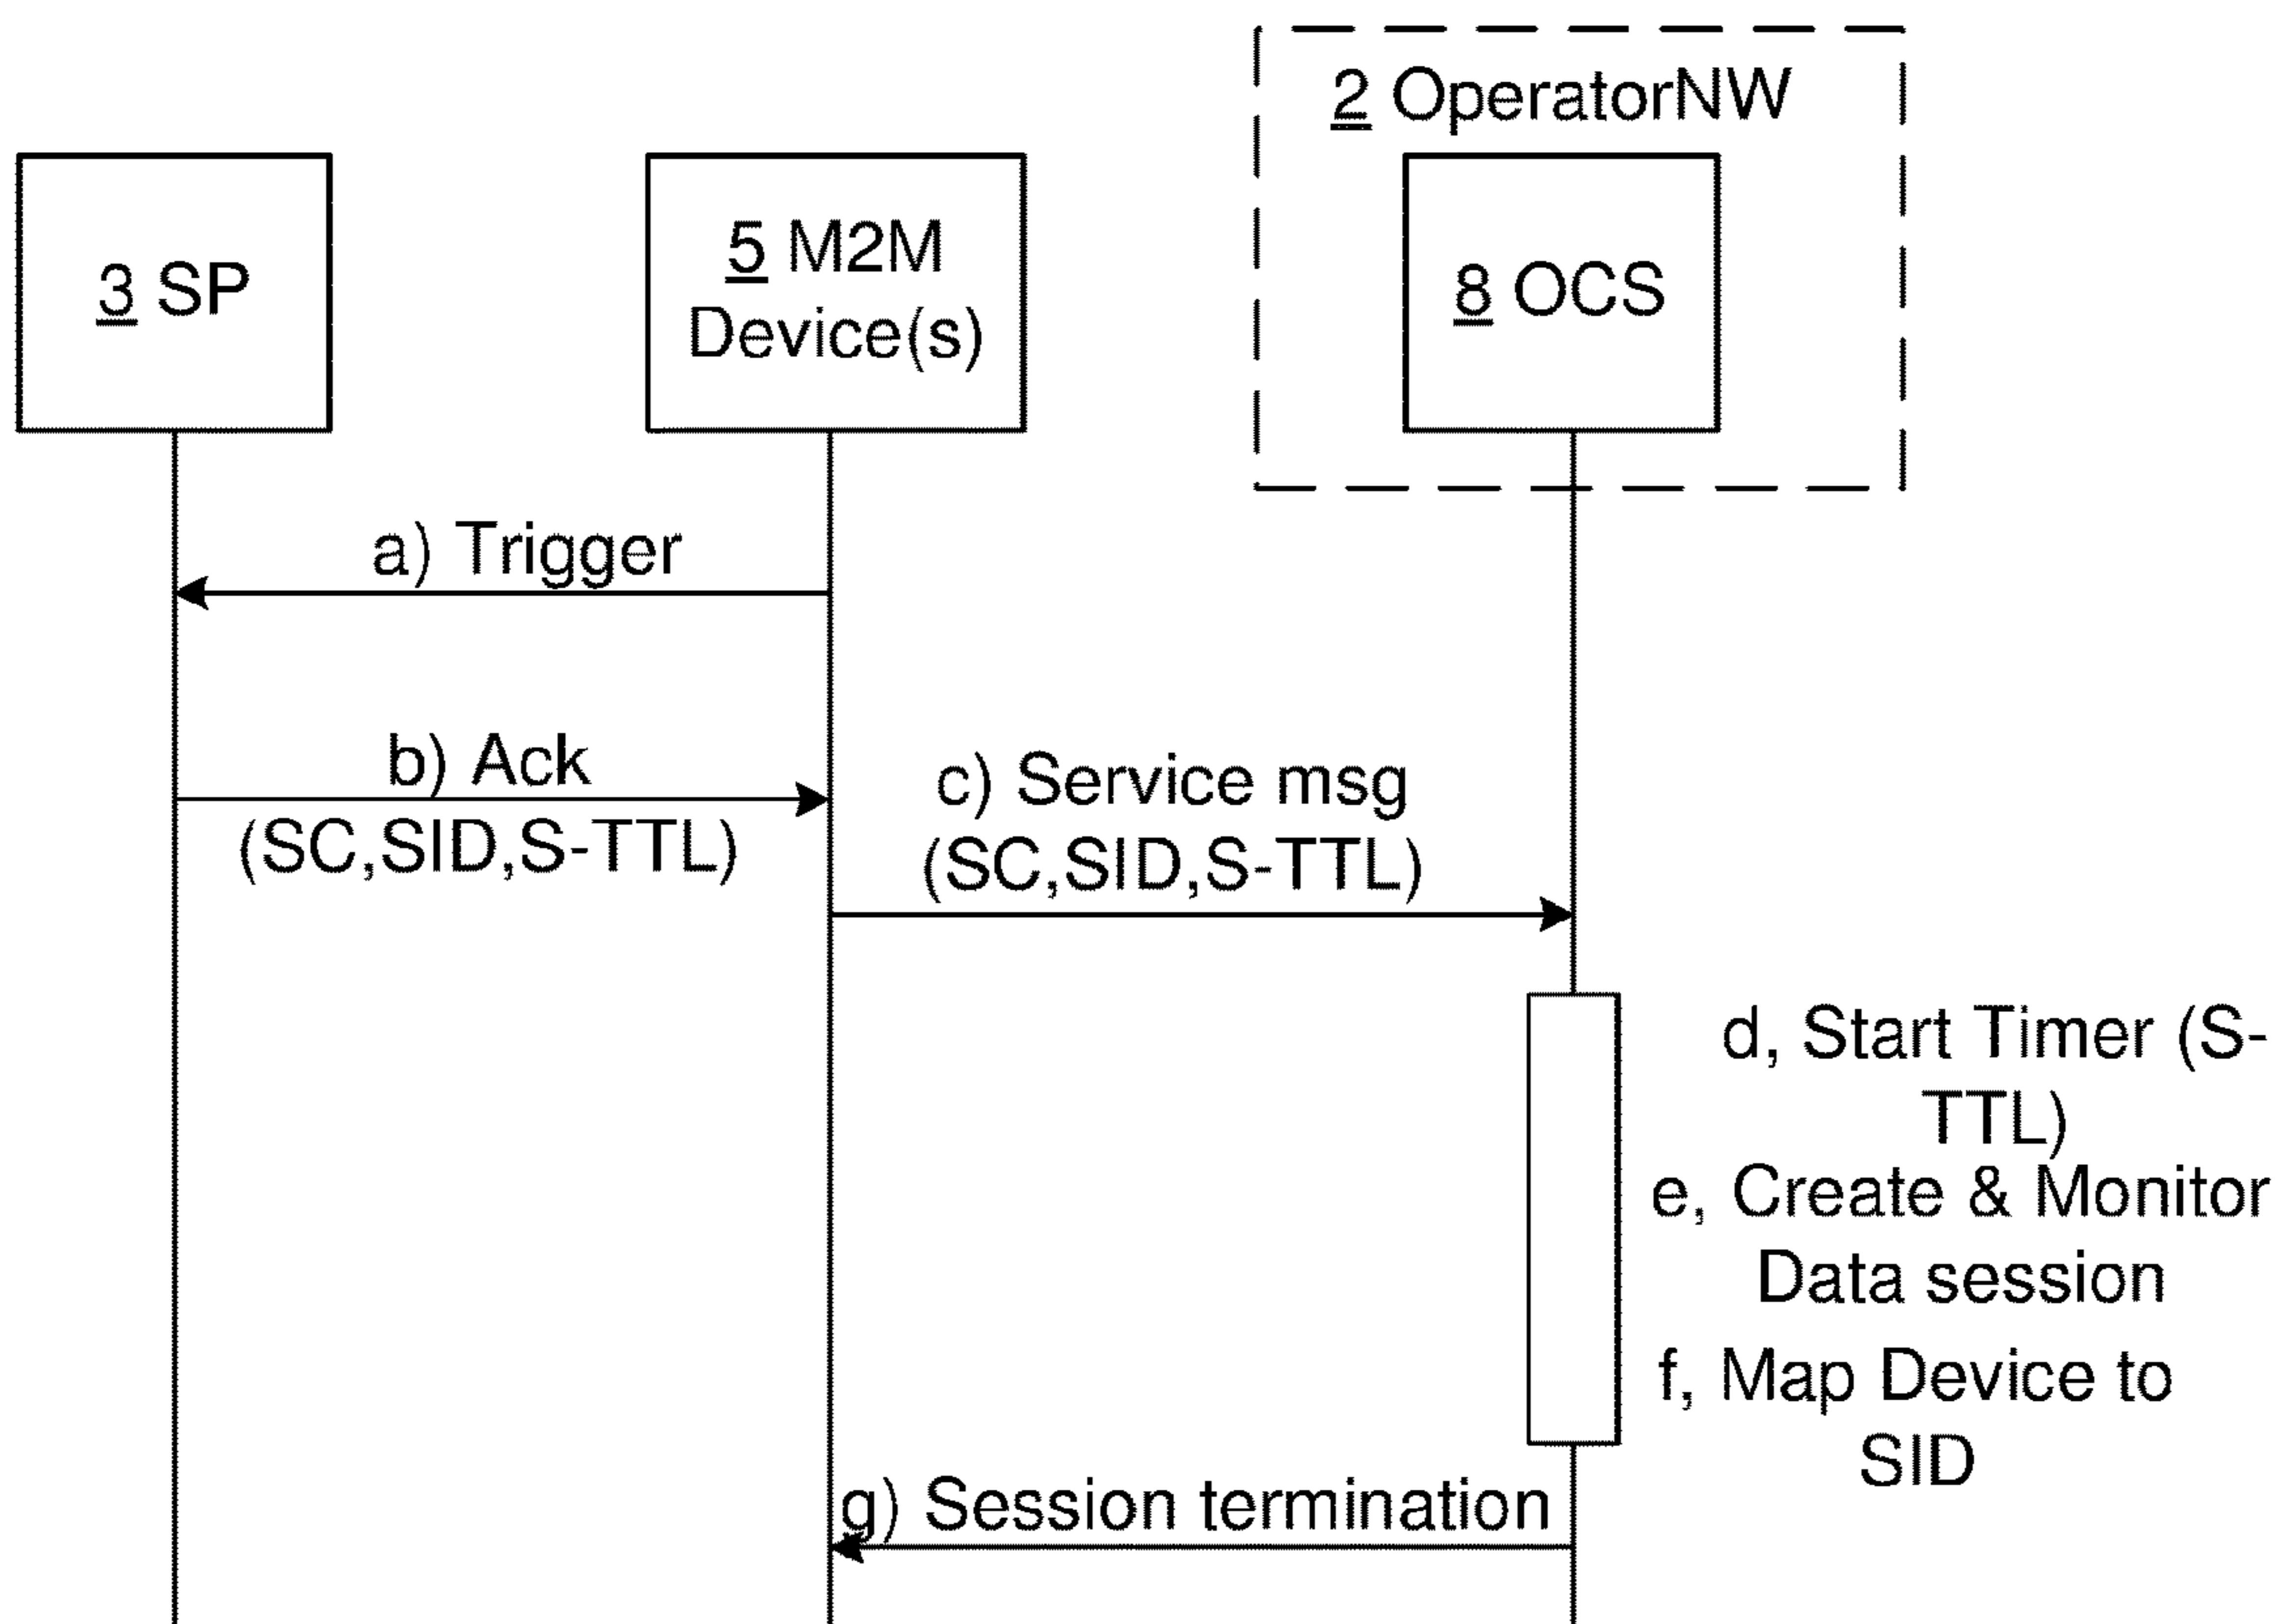 2 OperatorNW
3 SP
5 M2M
Device(s)
8 OCS
a) Trigger
b) Ack
(SC,SID,S-TTL)
c) Service msg
(SC,SID,S-TTL)
d, Start Timer (S-
TTL)
e, Create & Monitor
Data session
f, Map Device to
SID
g) Session termination